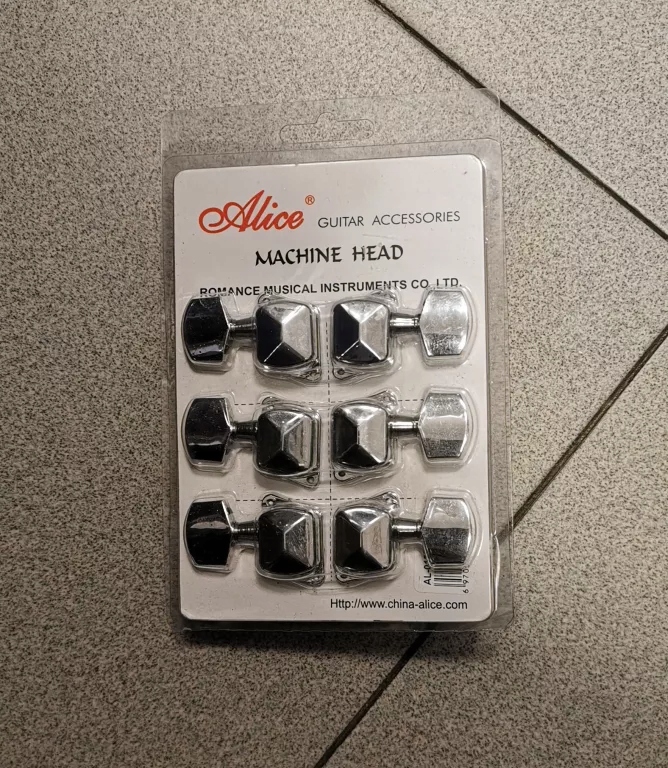 Alice® GUITAR ACCESSORIES
MACHINE HEAD
ROMANCE MUSICAL INSTRUMENTS CO., LTD.
Http://www.china-alice.com